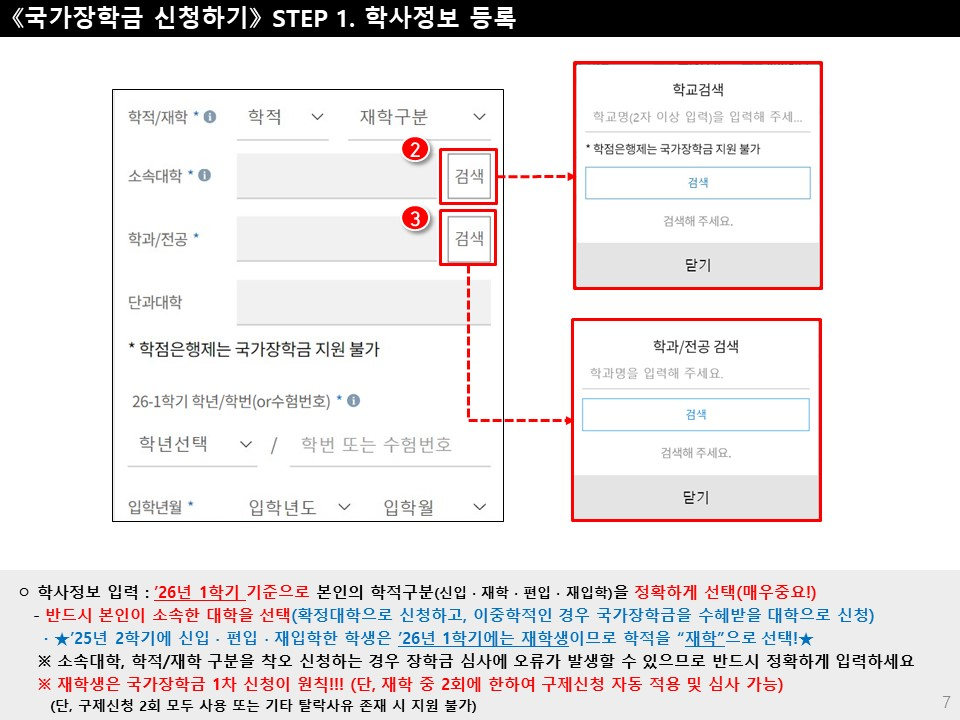 《국가장학금 신청하기》 STEP 1. 학사정보 등록
학적/재학 * 학적 재학구분
2
소속대학 * 검색
3
학과/전공 * 검색
단과대학
* 학점은행제는 국가장학금 지원 불가
26-1학기 학년/학번(or수험번호) *
학년선택 / 학번 또는 수험번호
입학년월 * 입학년도 입학월
학교검색
학교명(2자 이상 입력)을 입력해 주세...
* 학점은행제는 국가장학금 지원 불가
검색
검색해 주세요.
닫기
학과/전공 검색
학과명을 입력해 주세요.
검색
검색해 주세요.
닫기
ㅇ 학사정보 입력 : ’26년 1학기 기준으로 본인의 학적구분(신입 · 재학 · 편입 · 재입학)을 정확하게 선택(매우중요!)
- 반드시 본인이 소속한 대학을 선택(확정대학으로 신청하고, 이중학적인 경우 국가장학금을 수혜받을 대학으로 신청)
· ★’25년 2학기에 신입 · 편입 · 재입학한 학생은 ’26년 1학기에는 재학생이므로 학적을 “재학”으로 선택!★
※ 소속대학, 학적/재학 구분을 착오 신청하는 경우 장학금 심사에 오류가 발생할 수 있으므로 반드시 정확하게 입력하세요
※ 재학생은 국가장학금 1차 신청이 원칙!!! (단, 재학 중 2회에 한하여 구제신청 자동 적용 및 심사 가능)
(단, 구제신청 2회 모두 사용 또는 기타 탈락사유 존재 시 지원 불가)
7